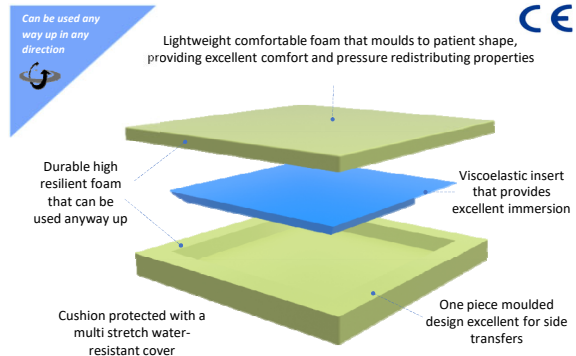 Can be used any
way up in any
direction
CE
Lightweight comfortable foam that moulds to patient shape,
providing excellent comfort and pressure redistributing properties
Durable high
resilient foam
that can be
used anyway up
Viscoelastic insert
that provides
excellent immersion
Cushion protected with a
multi stretch water-
resistant cover
One piece moulded
design excellent for side
transfers